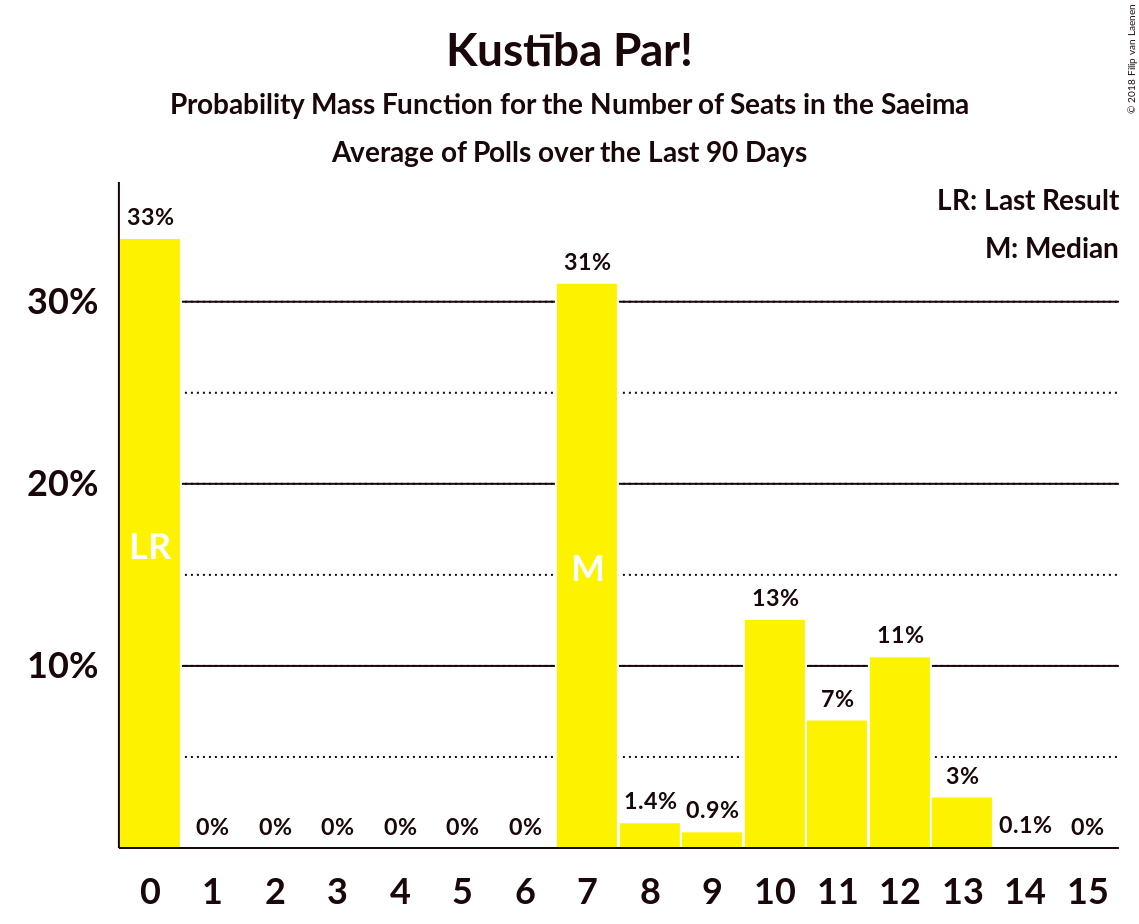 Kustība Par!
Probability Mass Function for the Number of Seats in the Saeima
Average of Polls over the Last 90 Days
© 2018 Filip van Laenen
LR: Last Result
M: Median
33%
31%
30%
20%
LR
M
13%
11%
10%
7%
3%
1.4%
0.9%
0% 0% 0% 0% 0% 0% 0.1% 0%
0 1 2 3 4 5 6 7 8 9 10 11 12 13 14 15